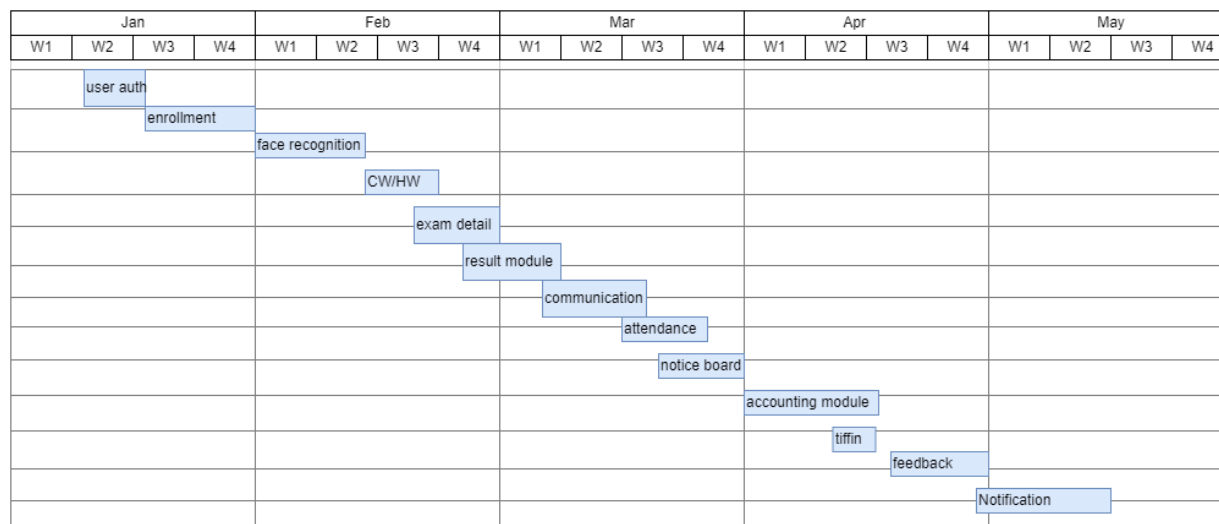 Jan Feb Mar Apr May
W1 W2 W3 W4 W1 W2 W3 W4 W1 W2 W3 W4 W1 W2 W3 W4 W1 W2 W3 W4
user auth
enrollment
face recognition
CW/HW
exam detail
result module
communication
attendance
notice board
accounting module
tiffin
feedback
Notification